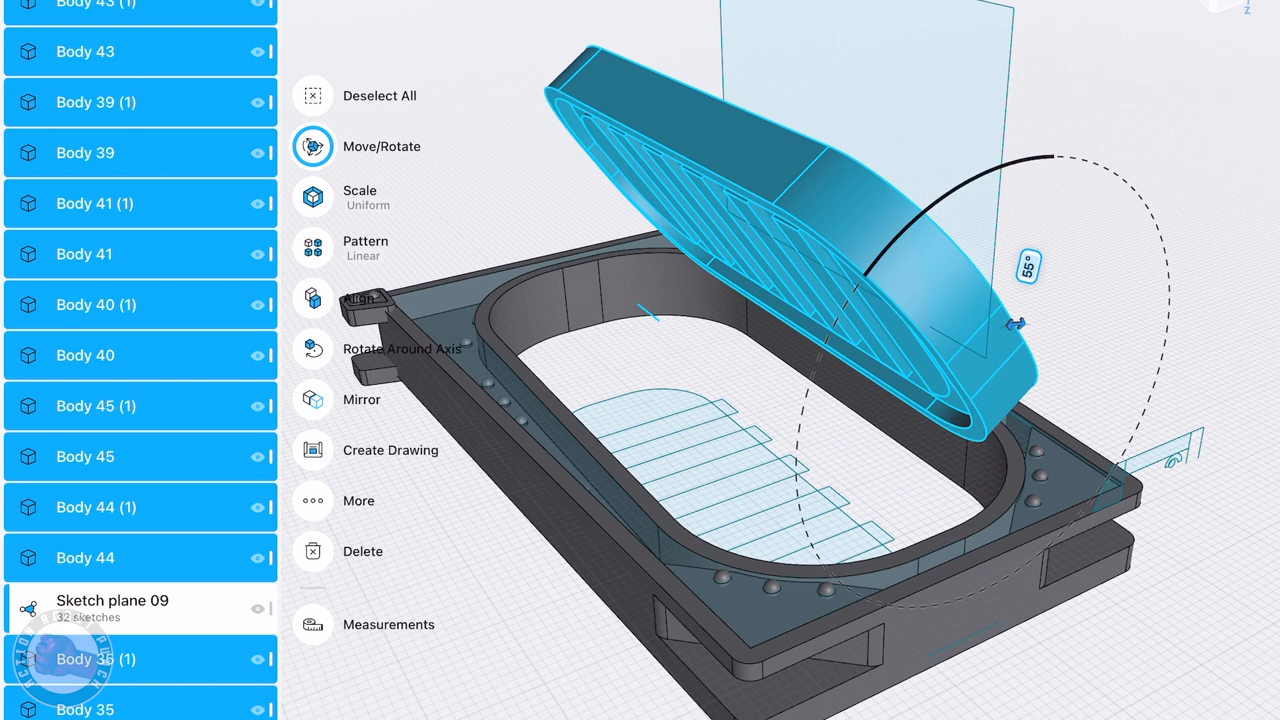 Body 43 (1)
Body 43
Body 39 (1)
Body 39
Body 41 (1)
Body 41
Body 40 (1)
Body 40
Body 45 (1)
Body 45
Body 44 (1)
Body 44
Sketch plane 09
32 sketches
Body 35 (1)
Body 35
Deselect All
Move/Rotate
Scale
Uniform
Pattern
Linear
Align
Rotate Around Axis
Mirror
Create Drawing
More
Delete
Measurements
55°
Z